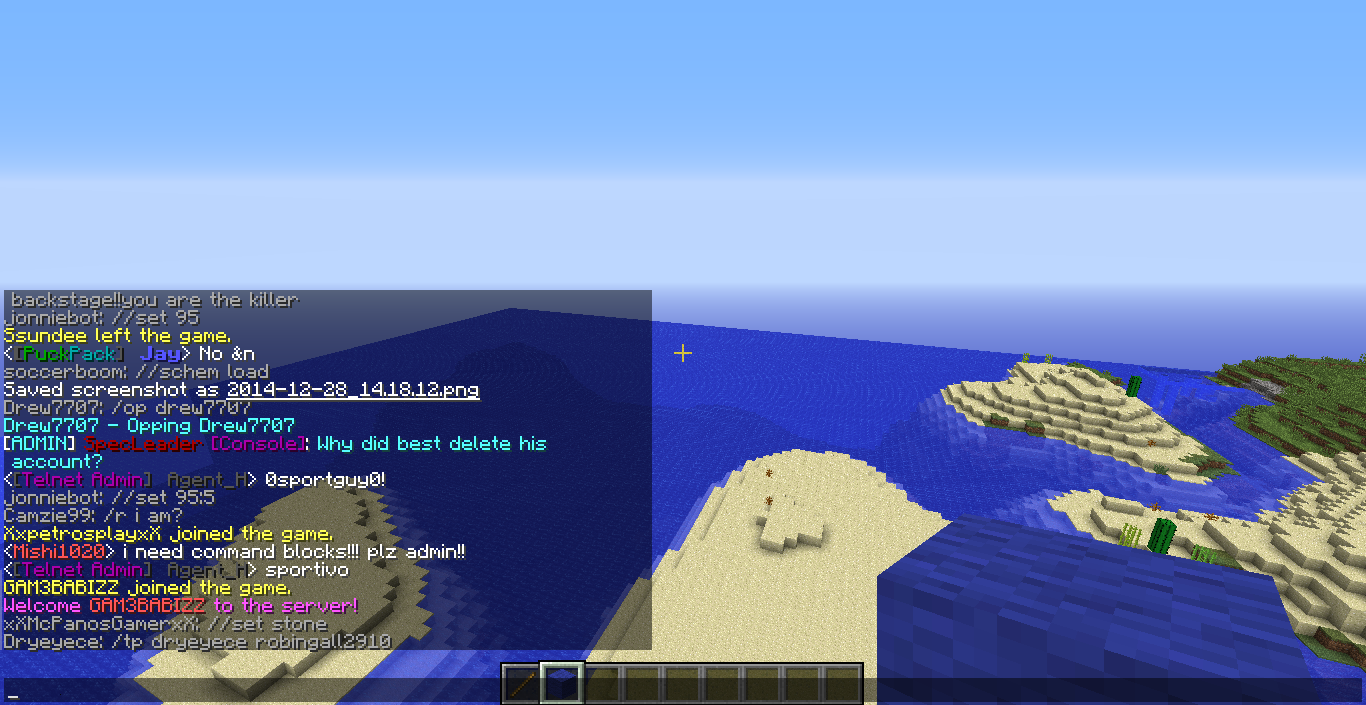 backstage!!you are the killer
jonniebot: //set 95
Ssundee left the game.
<[PuckPack] Jay> No &n
soccerboom: //schem load
Saved screenshot as 2014-12-28_14.18.12.png
Drew7707: /op drew7707
Drew7707 - Opping Drew7707
[ADMIN] SpecLeader [Console]: Why did best delete his
account?
<[Telnet Admin] Agent_H> 0sportguy0!
jonniebot: //set 95:5
Camzie99: /r i am?
XxpetrosplayxX joined the game.
<Mishi1020> i need command blocks!!! plz admin!!
<[Telnet Admin] Agent_H> sportivo
GAM3BABIZZ joined the game.
Welcome GAM3BABIZZ to the server!
xXMcPanosGamerxX: //set stone
Dryeyece: /tp dryeyece robingall2910
_